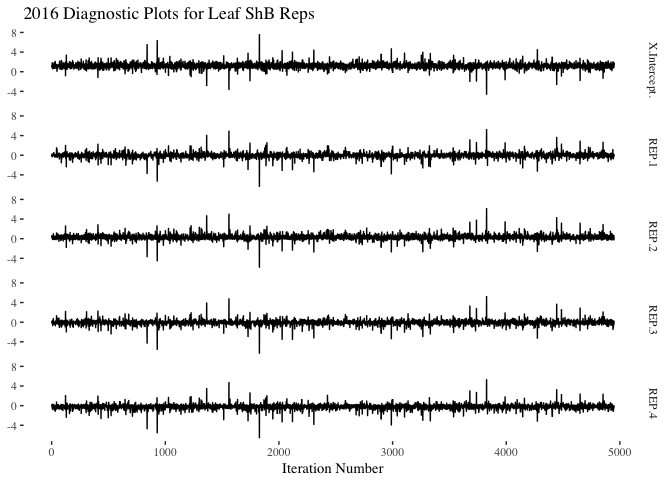 2016 Diagnostic Plots for Leaf ShB Reps
8
4
0
-4
X.Intercept.
8
4
0
-4
REP.1
8
4
0
-4
REP.2
8
4
0
-4
REP.3
8
4
0
-4
REP.4
0 1000 2000 3000 4000 5000
Iteration Number